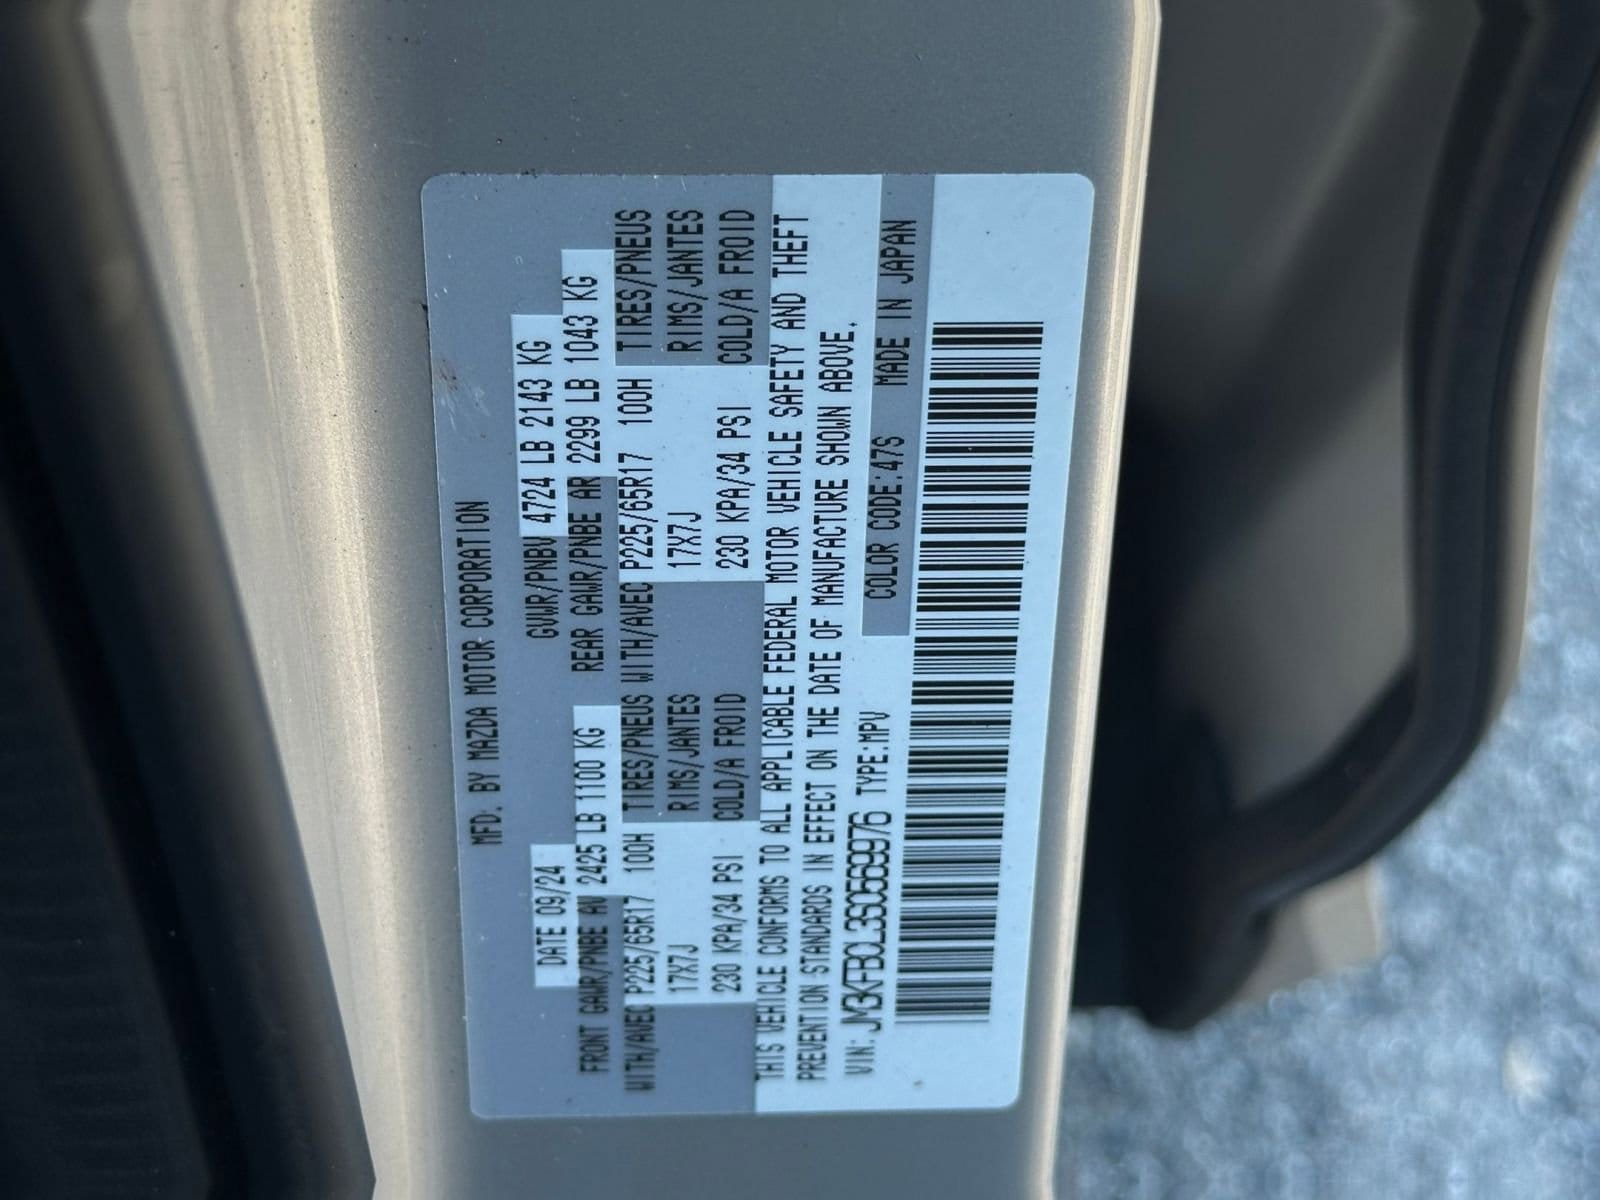 MFD. BY MAZDA MOTOR CORPORATION
DATE 09/24 GVWR/PNBV 4724 LB 2143 KG
FRONT GAWR/PNBE AV 2425 LB 1100 KG REAR GAWR/PNBE AR 2299 LB 1043 KG
WITH/AVEC P225/65R17 100H TIRES/PNEUS WITH/AVEC P225/65R17 100H TIRES/PNEUS
17X7J RIMS/JANTES 17X7J RIMS/JANTES
230 KPA/34 PSI COLD/A FROID 230 KPA/34 PSI COLD/A FROID
THIS VEHICLE CONFORMS TO ALL APPLICABLE FEDERAL MOTOR VEHICLE SAFETY AND THEFT
PREVENTION STANDARDS IN EFFECT ON THE DATE OF MANUFACTURE SHOWN ABOVE.
VIN: JM3KFBCL3S0569976 TYPE:MPV COLOR CODE:47S MADE IN JAPAN